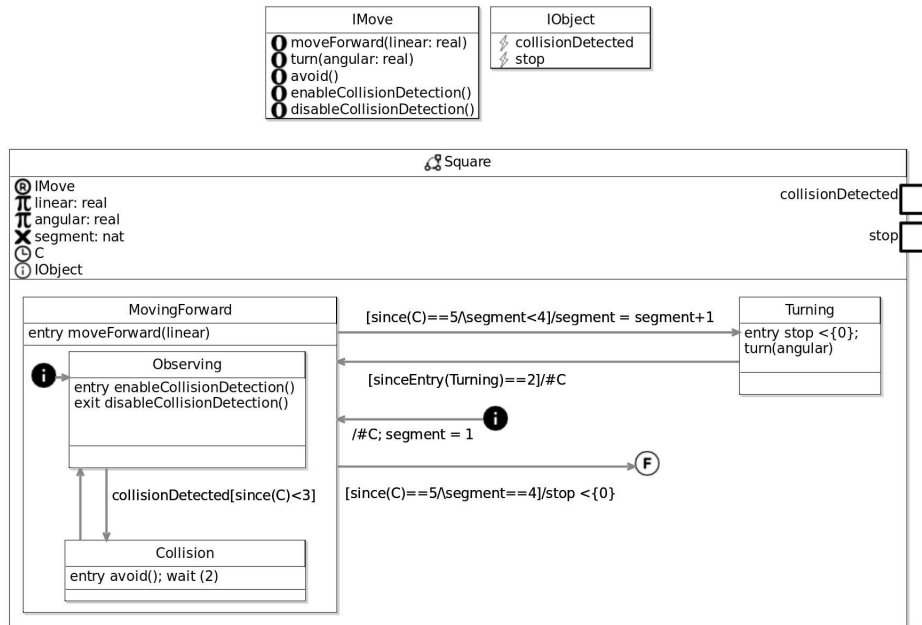 IMove
O moveForward(linear: real)
O turn(angular: real)
O avoid()
O enableCollisionDetection()
O disableCollisionDetection()
IObject
collisionDetected
stop
Square
R IMove
π linear: real
π angular: real
X segment: nat
C
i IObject
collisionDetected
stop
MovingForward
entry moveForward(linear)
i
Observing
entry enableCollisionDetection()
exit disableCollisionDetection()
collisionDetected[since(C)<3]
Collision
entry avoid(); wait (2)
[since(C)==5/\segment<4]/segment = segment+1
Turning
entry stop <{0};
turn(angular)
[sinceEntry(Turning)==2]/#C
i
/#C; segment = 1
F
[since(C)==5/\segment==4]/stop <{0}